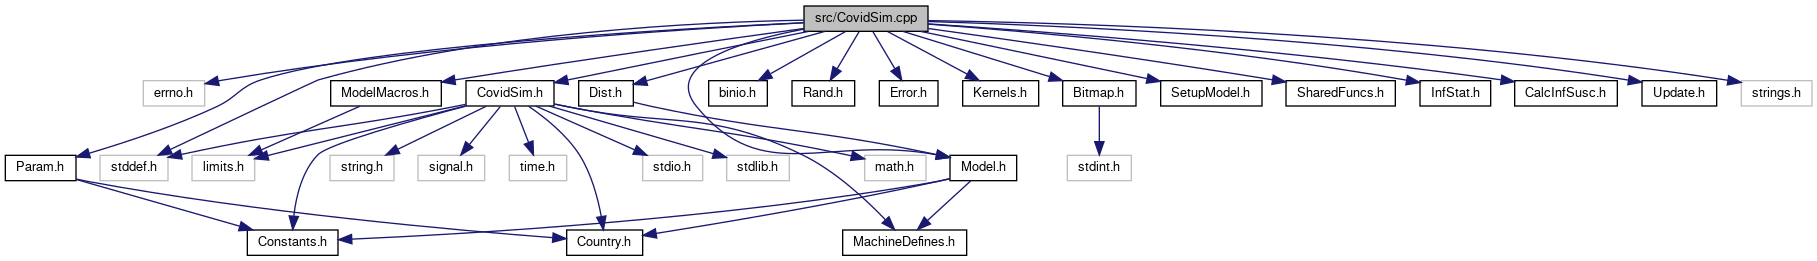 src/CovidSim.cpp
errno.h
ModelMacros.h
CovidSim.h
Dist.h
binio.h
Rand.h
Error.h
Kernels.h
Bitmap.h
SetupModel.h
SharedFuncs.h
InfStat.h
CalcInfSusc.h
Update.h
strings.h
Param.h
stddef.h
limits.h
string.h
signal.h
time.h
stdio.h
stdlib.h
math.h
Model.h
stdint.h
Constants.h
Country.h
MachineDefines.h